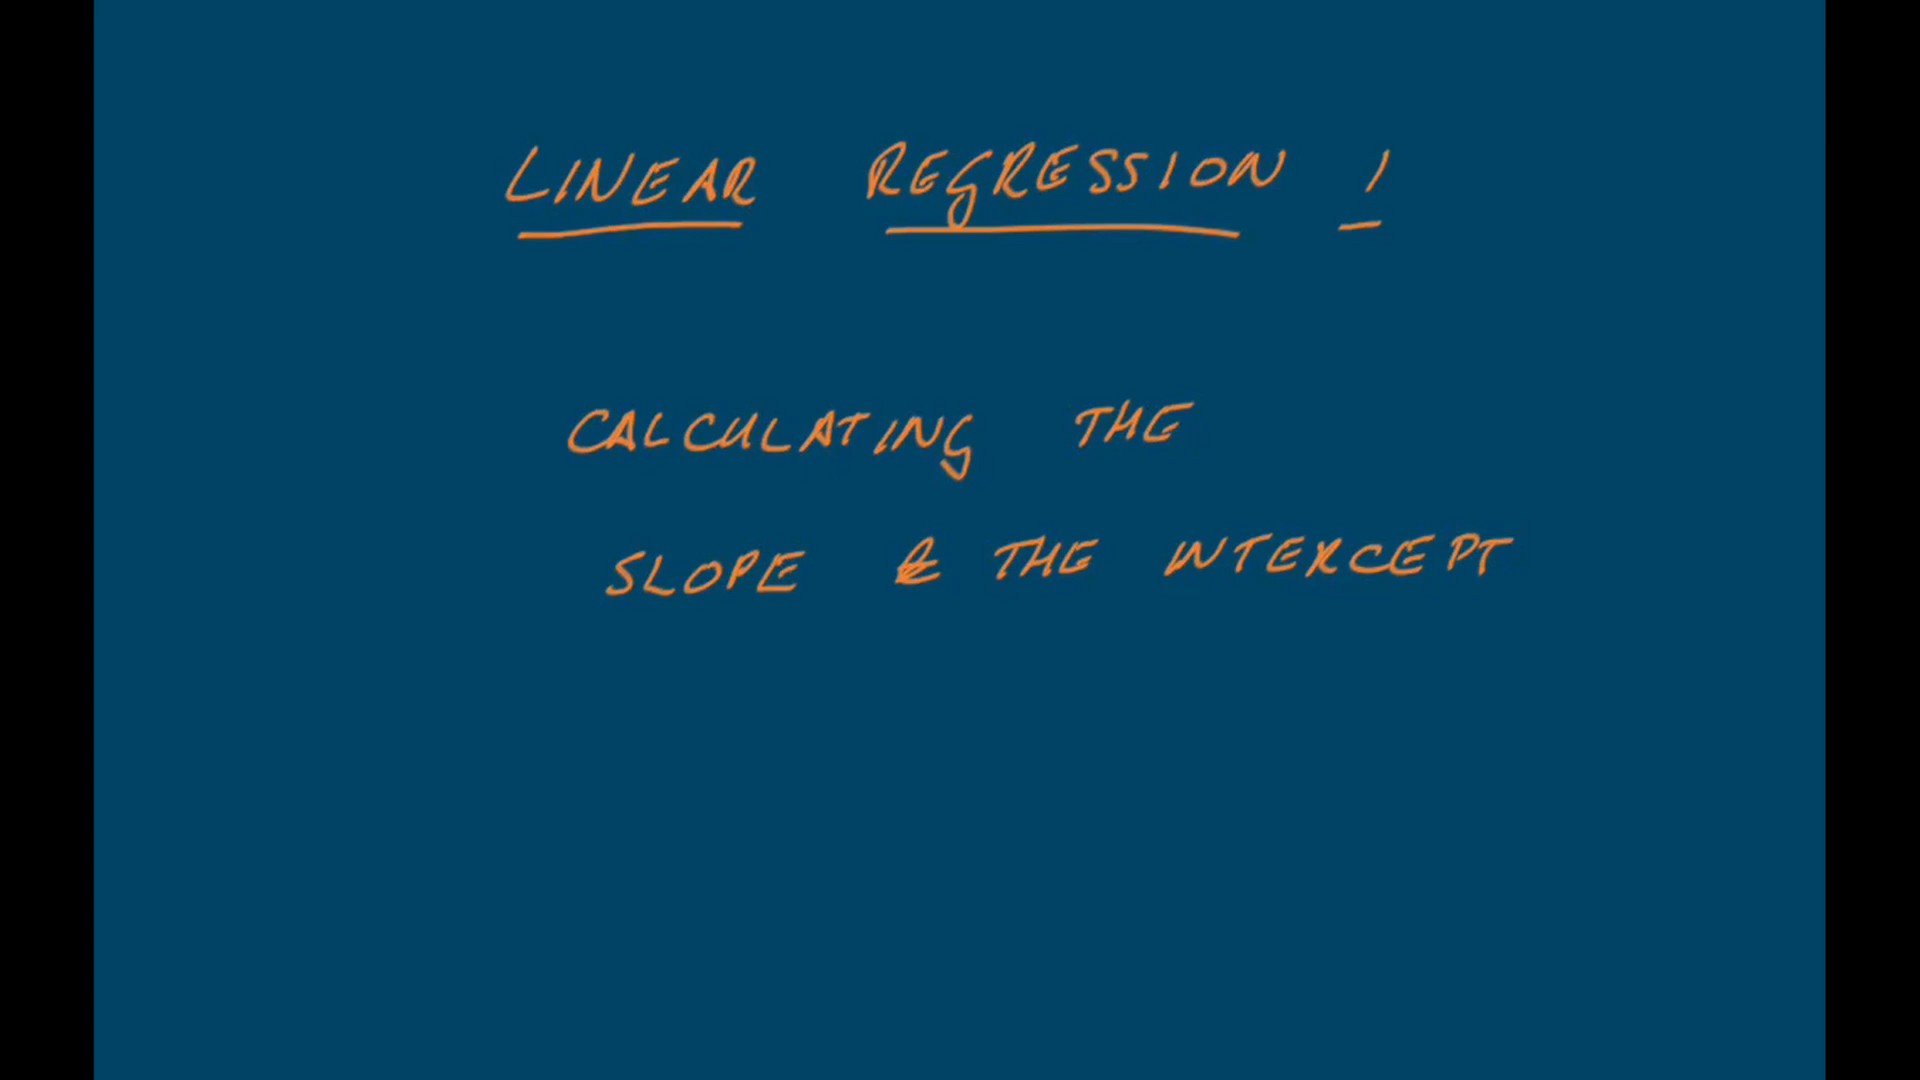 LINEAR REGRESSION 1
CALCULATING THE
SLOPE & THE INTERCEPT